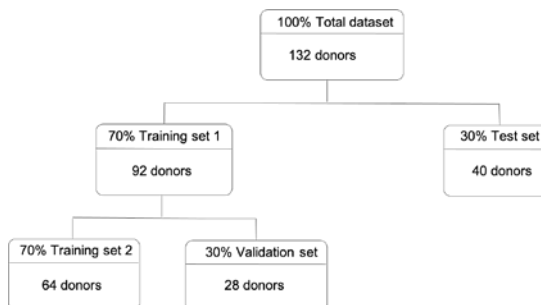 100% Total dataset
132 donors
70% Training set 1
92 donors
30% Test set
40 donors
70% Training set 2
64 donors
30% Validation set
28 donors